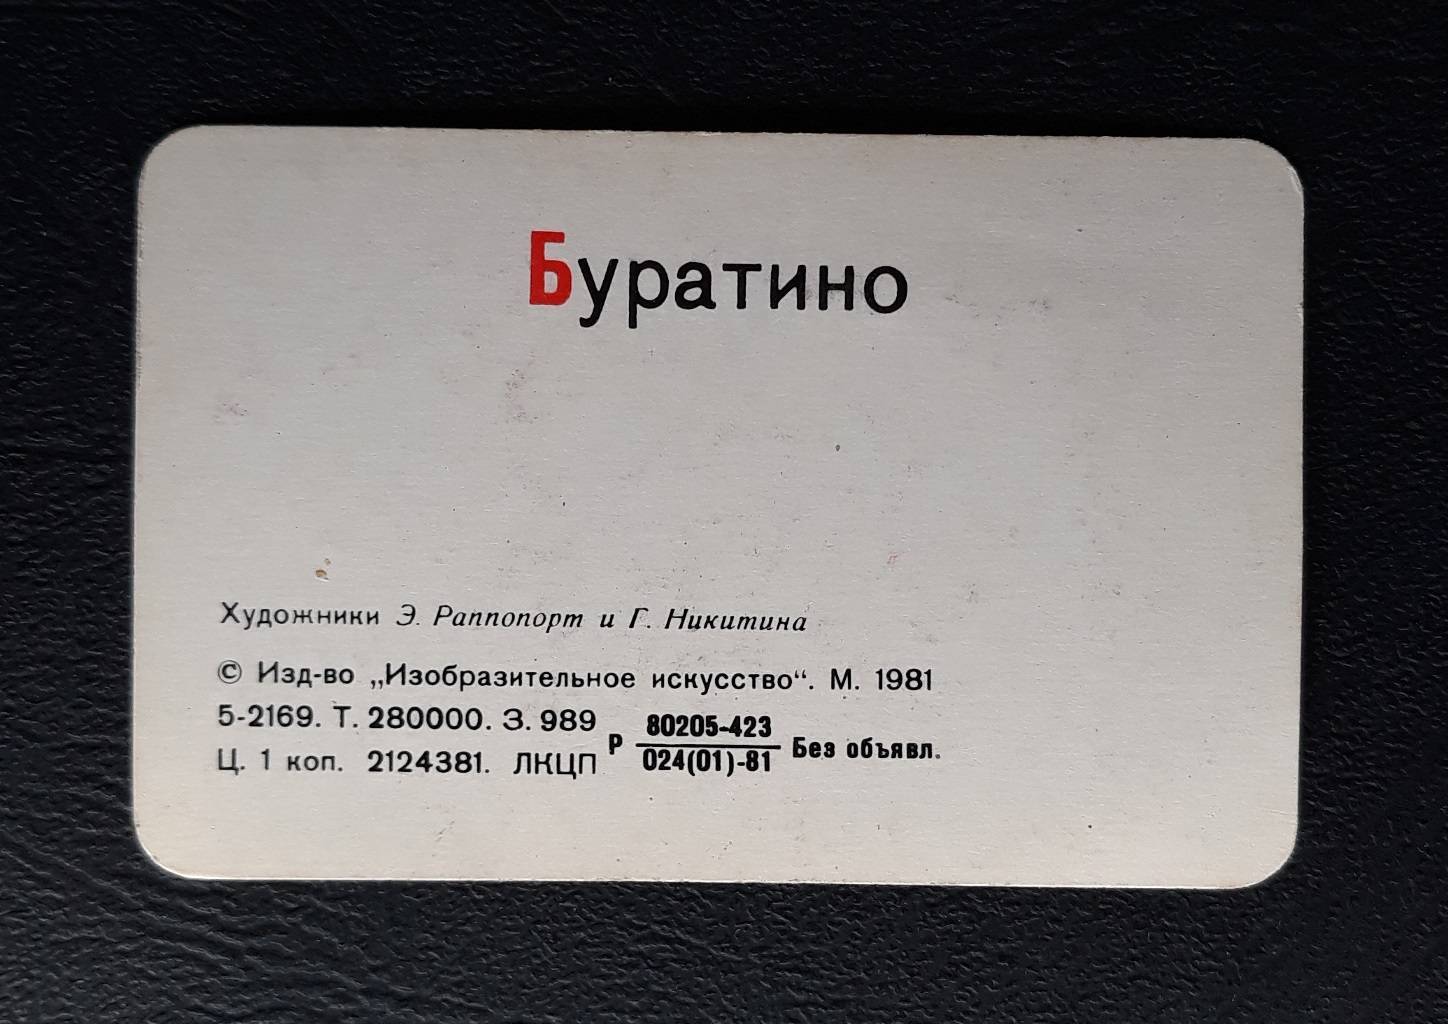 Буратино
Художники Э. Раппопорт и Г. Никитина
© Изд-во „Изобразительное искусство“. М. 1981
5-2169. Т. 280000. З. 989
Ц. 1 коп. 2124381. ЛКЦП
Р 80205-423
024(01)-81 Без объявл.